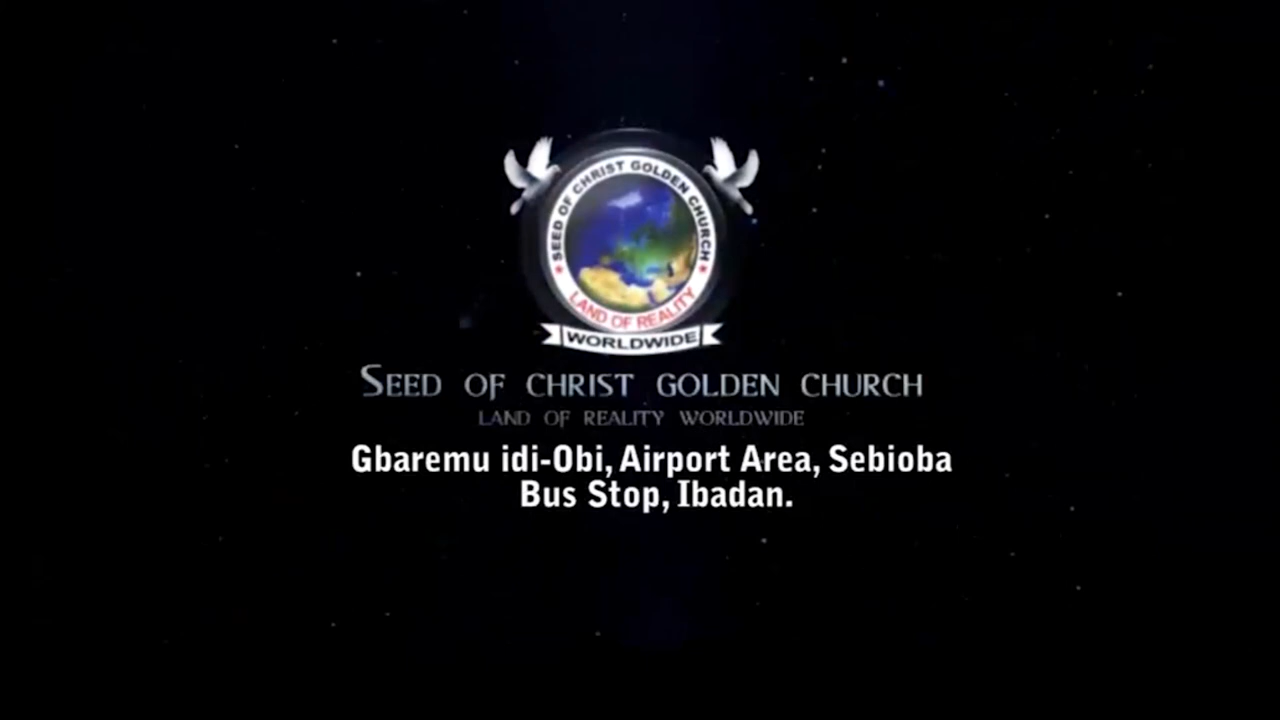 SEED OF CHRIST GOLDEN CHURCH
LAND OF REALITY
WORLDWIDE
SEED OF CHRIST GOLDEN CHURCH
LAND OF REALITY WORLDWIDE
Gbaremu idi-Obi, Airport Area, Sebioba
Bus Stop, Ibadan.